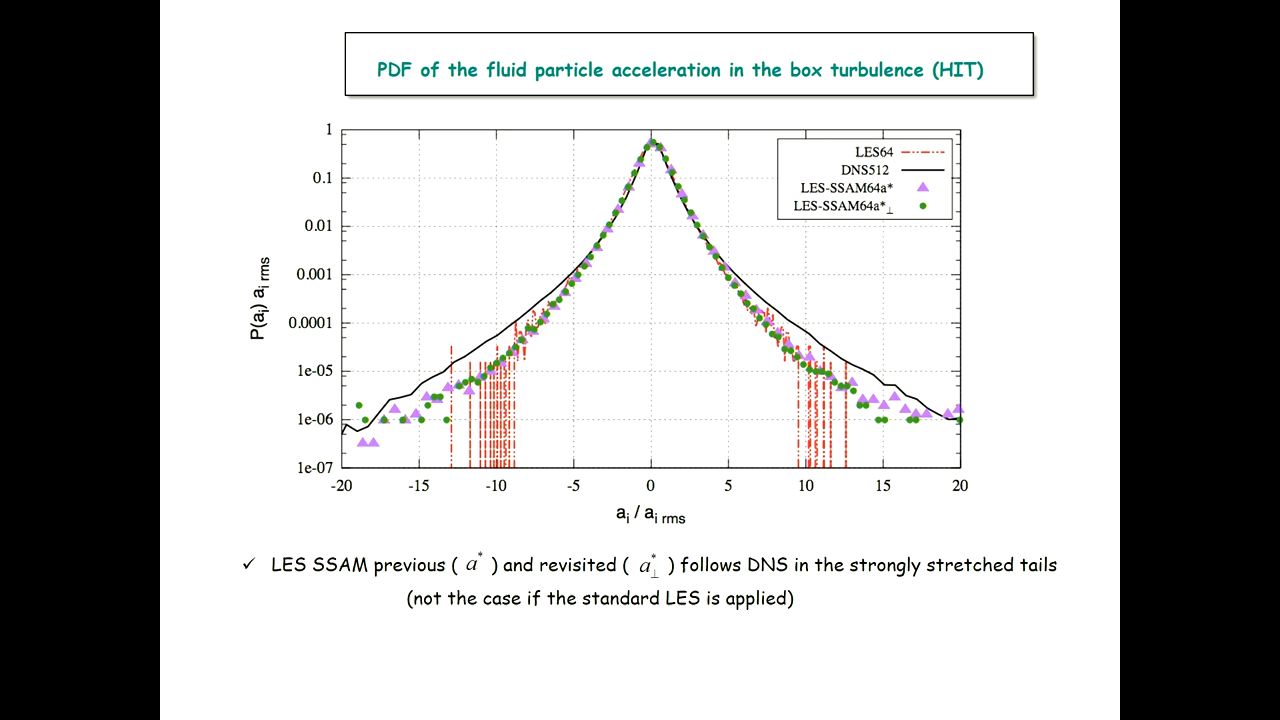 PDF of the fluid particle acceleration in the box turbulence (HIT)
1
0.1
0.01
0.001
0.0001
1e-05
1e-06
1e-07
P(aᵢ) aᵢ rms
LES64
DNS512
LES-SSAM64a*
LES-SSAM64a*⊥
-20 -15 -10 -5 0 5 10 15 20
aᵢ / aᵢ rms
✓ LES SSAM previous ( a* ) and revisited ( a*⊥ ) follows DNS in the strongly stretched tails
(not the case if the standard LES is applied)